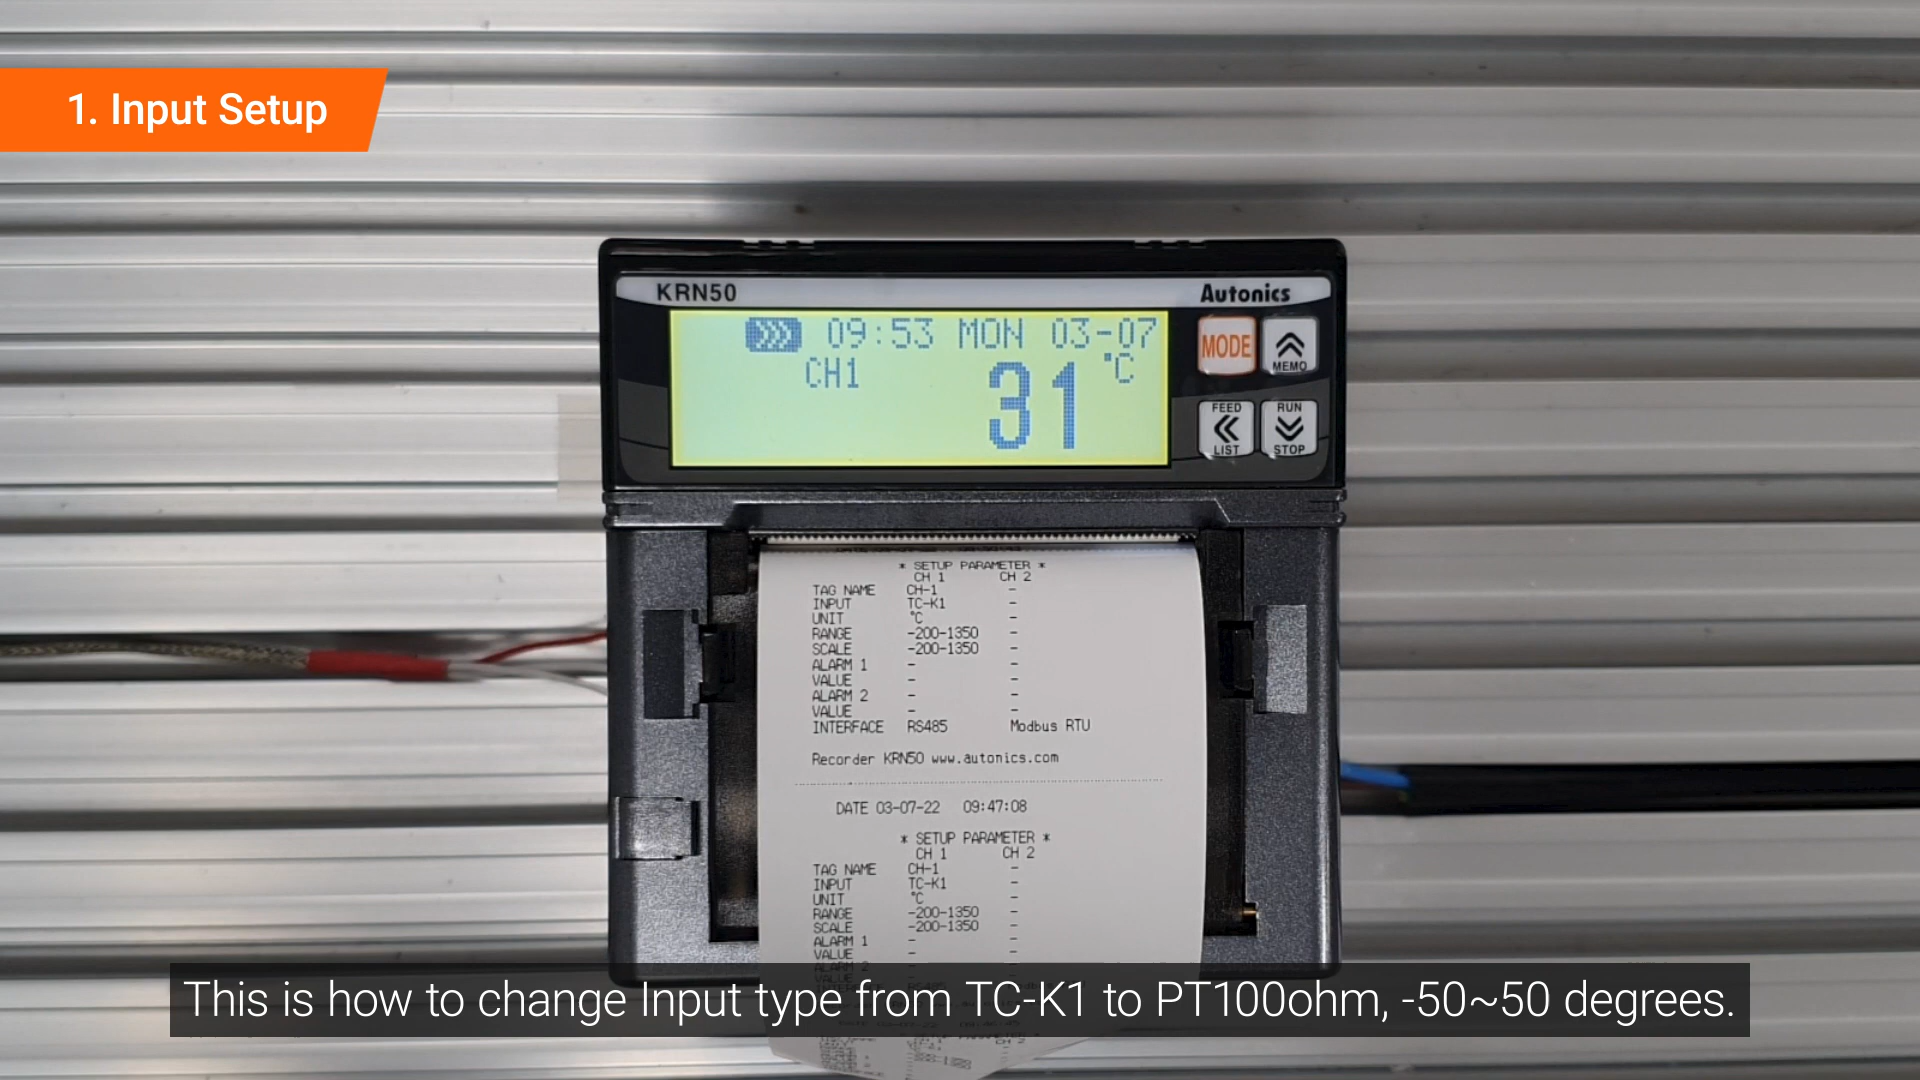 1. Input Setup
KRN50
Autonics
09:53 MON 03-07
CH1
31 °C
MODE
MEMO
FEED
LIST
RUN
STOP
* SETUP PARAMETER *
CH 1 CH 2
TAG NAME CH-1 -
INPUT TC-K1 -
UNIT °C -
RANGE -200-1350 -
SCALE -200-1350 -
ALARM 1 - -
VALUE - -
ALARM 2 - -
VALUE - -
INTERFACE RS485 Modbus RTU
Recorder KRN50 www.autonics.com
DATE 03-07-22 09:47:08
* SETUP PARAMETER *
CH 1 CH 2
TAG NAME CH-1 -
INPUT TC-K1 -
UNIT °C -
RANGE -200-1350 -
SCALE -200-1350 -
ALARM 1 - -
VALUE - -
ALARM 2 - -
This is how to change Input type from TC-K1 to PT100ohm, -50~50 degrees.